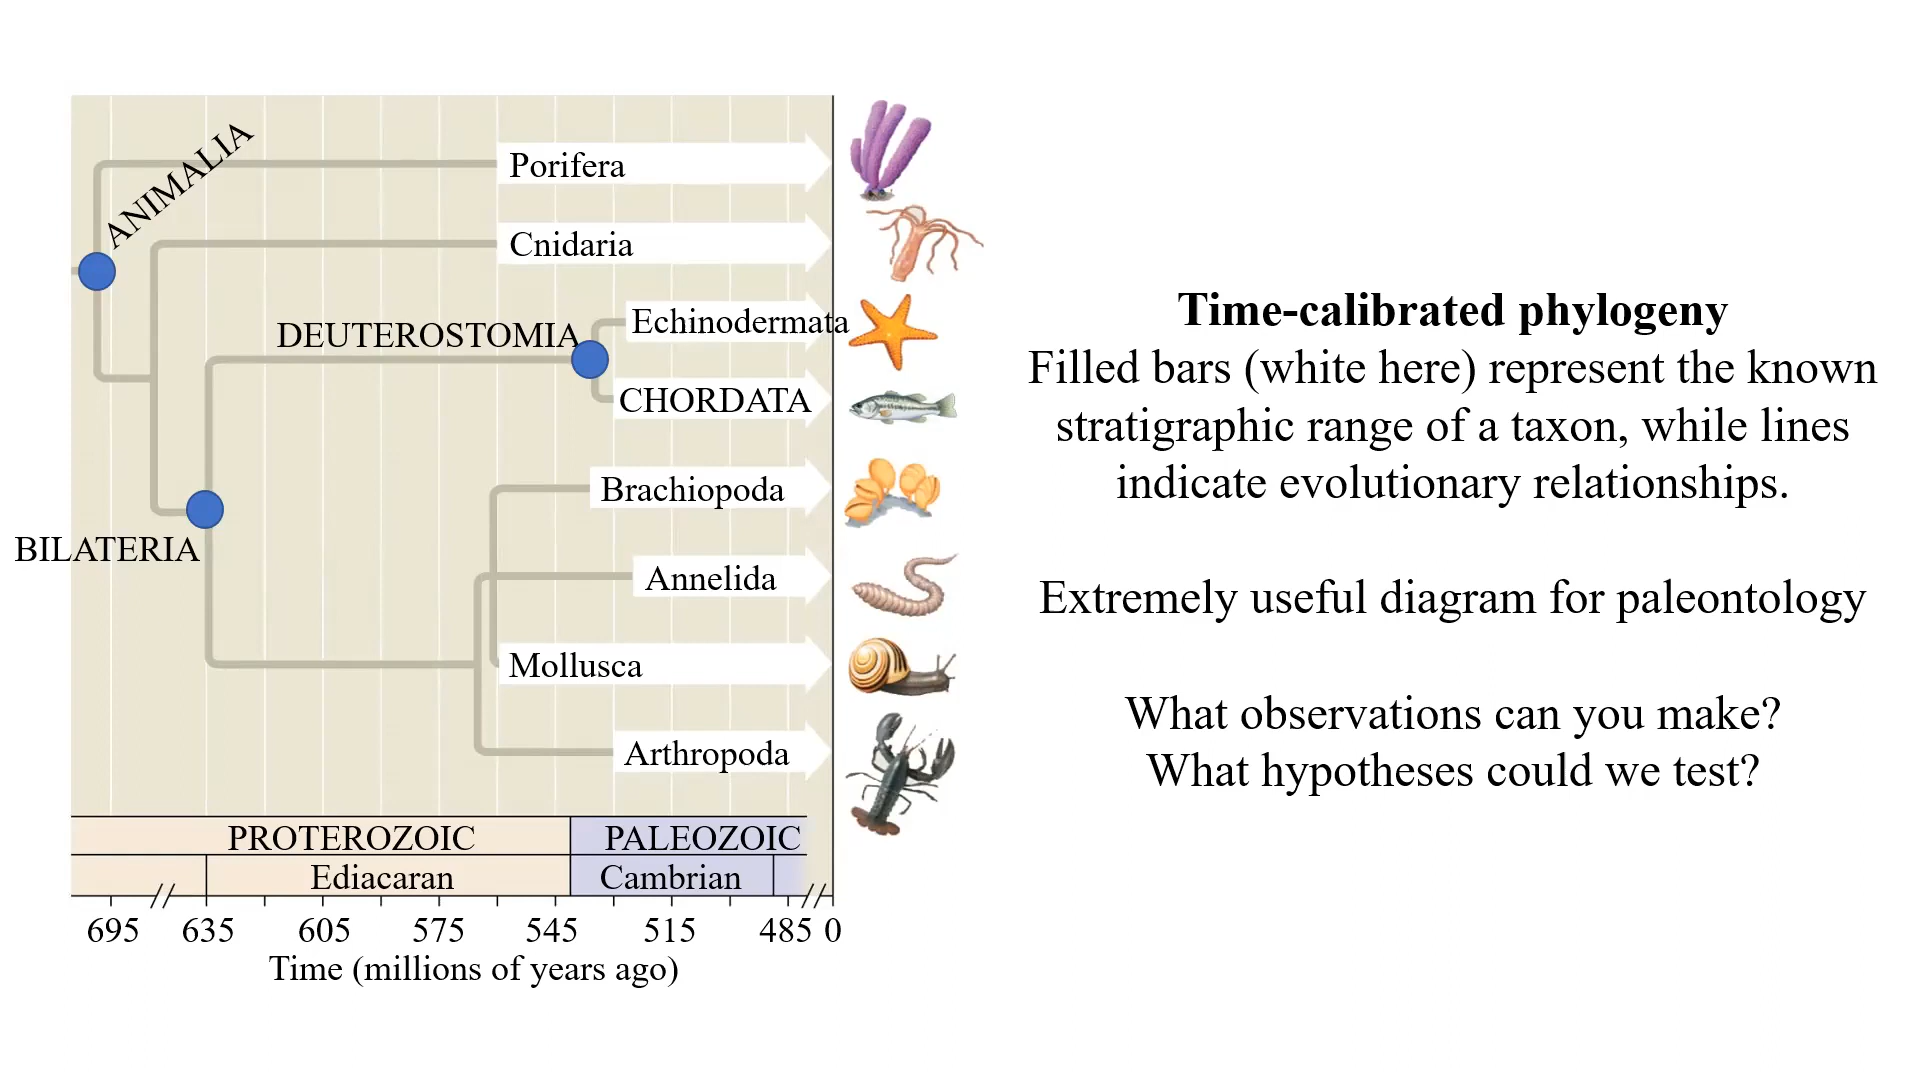 ANIMALIA
Porifera
Cnidaria
Echinodermata
DEUTEROSTOMIA
CHORDATA
Brachiopoda
BILATERIA
Annelida
Mollusca
Arthropoda
PROTEROZOIC PALEOZOIC
Ediacaran Cambrian
695 635 605 575 545 515 485 0
Time (millions of years ago)
Time-calibrated phylogeny
Filled bars (white here) represent the known
stratigraphic range of a taxon, while lines
indicate evolutionary relationships.
Extremely useful diagram for paleontology
What observations can you make?
What hypotheses could we test?